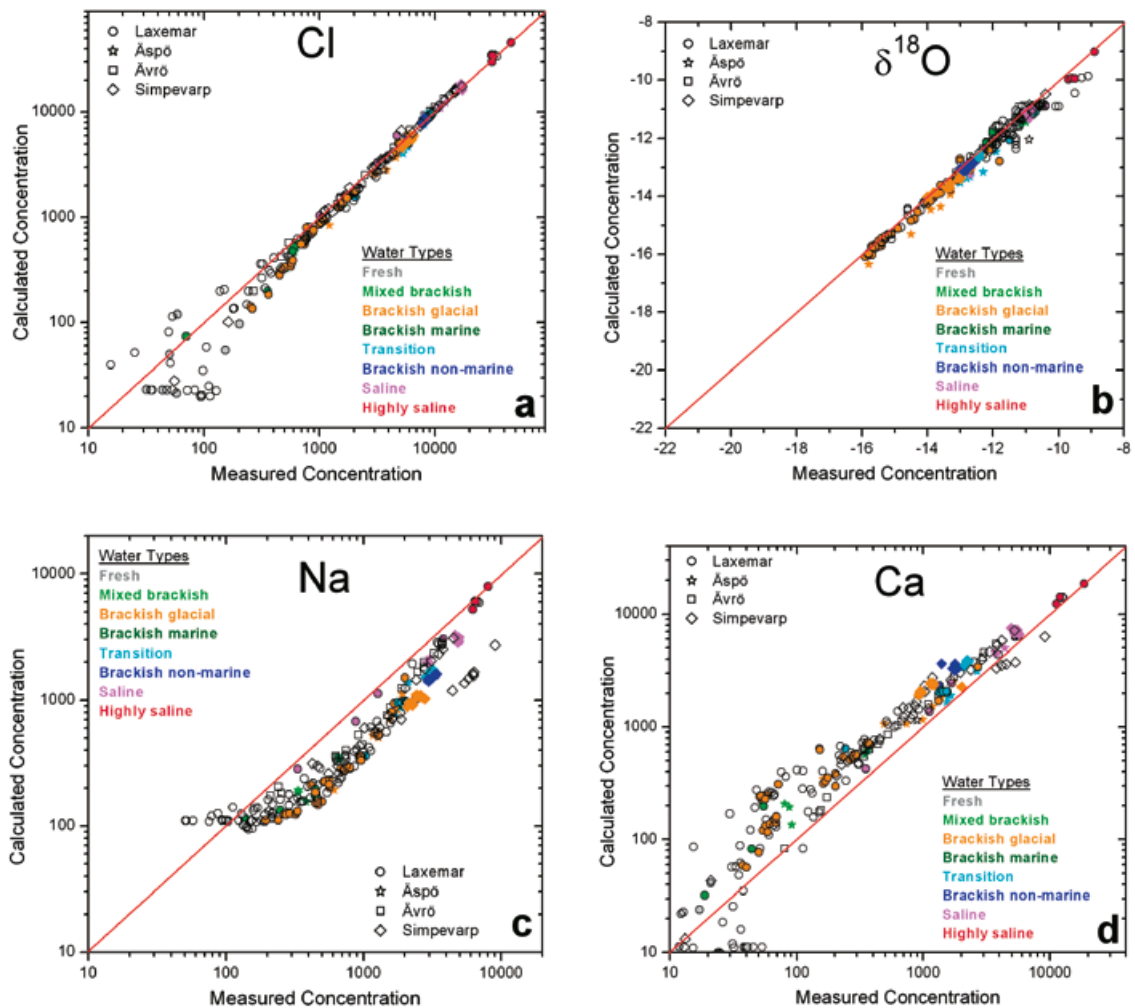 Cl
Laxemar
Äspö
Ävrö
Simpevarp
10000
1000
100
10
Calculated Concentration
Water Types
Fresh
Mixed brackish
Brackish glacial
Brackish marine
Transition
Brackish non-marine
Saline
Highly saline
a
10 100 1000 10000
Measured Concentration
δ18O
Laxemar
Äspö
Ävrö
Simpevarp
-8
-10
-12
-14
-16
-18
-20
-22
Calculated Concentration
Water Types
Fresh
Mixed brackish
Brackish glacial
Brackish marine
Transition
Brackish non-marine
Saline
Highly saline
b
-22 -20 -18 -16 -14 -12 -10 -8
Measured Concentration
Na
Water Types
Fresh
Mixed brackish
Brackish glacial
Brackish marine
Transition
Brackish non-marine
Saline
Highly saline
10000
1000
100
10
Calculated Concentration
Laxemar
Äspö
Ävrö
Simpevarp
c
10 100 1000 10000
Measured Concentration
Ca
Laxemar
Äspö
Ävrö
Simpevarp
10000
1000
100
10
Calculated Concentration
Water Types
Fresh
Mixed brackish
Brackish glacial
Brackish marine
Transition
Brackish non-marine
Saline
Highly saline
d
10 100 1000 10000
Measured Concentration